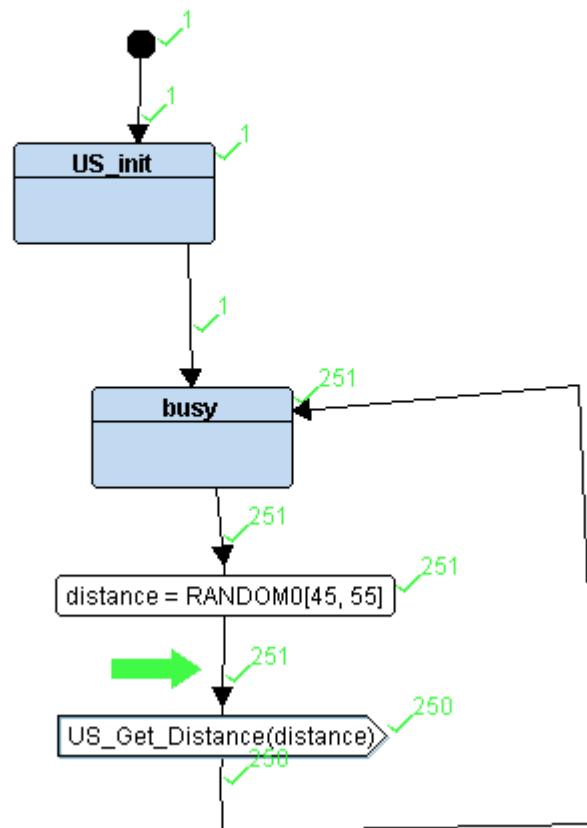 1
1
US_init
1
1
busy
251
251
distance = RANDOM0[45, 55]
251
251
US_Get_Distance(distance)
250
250